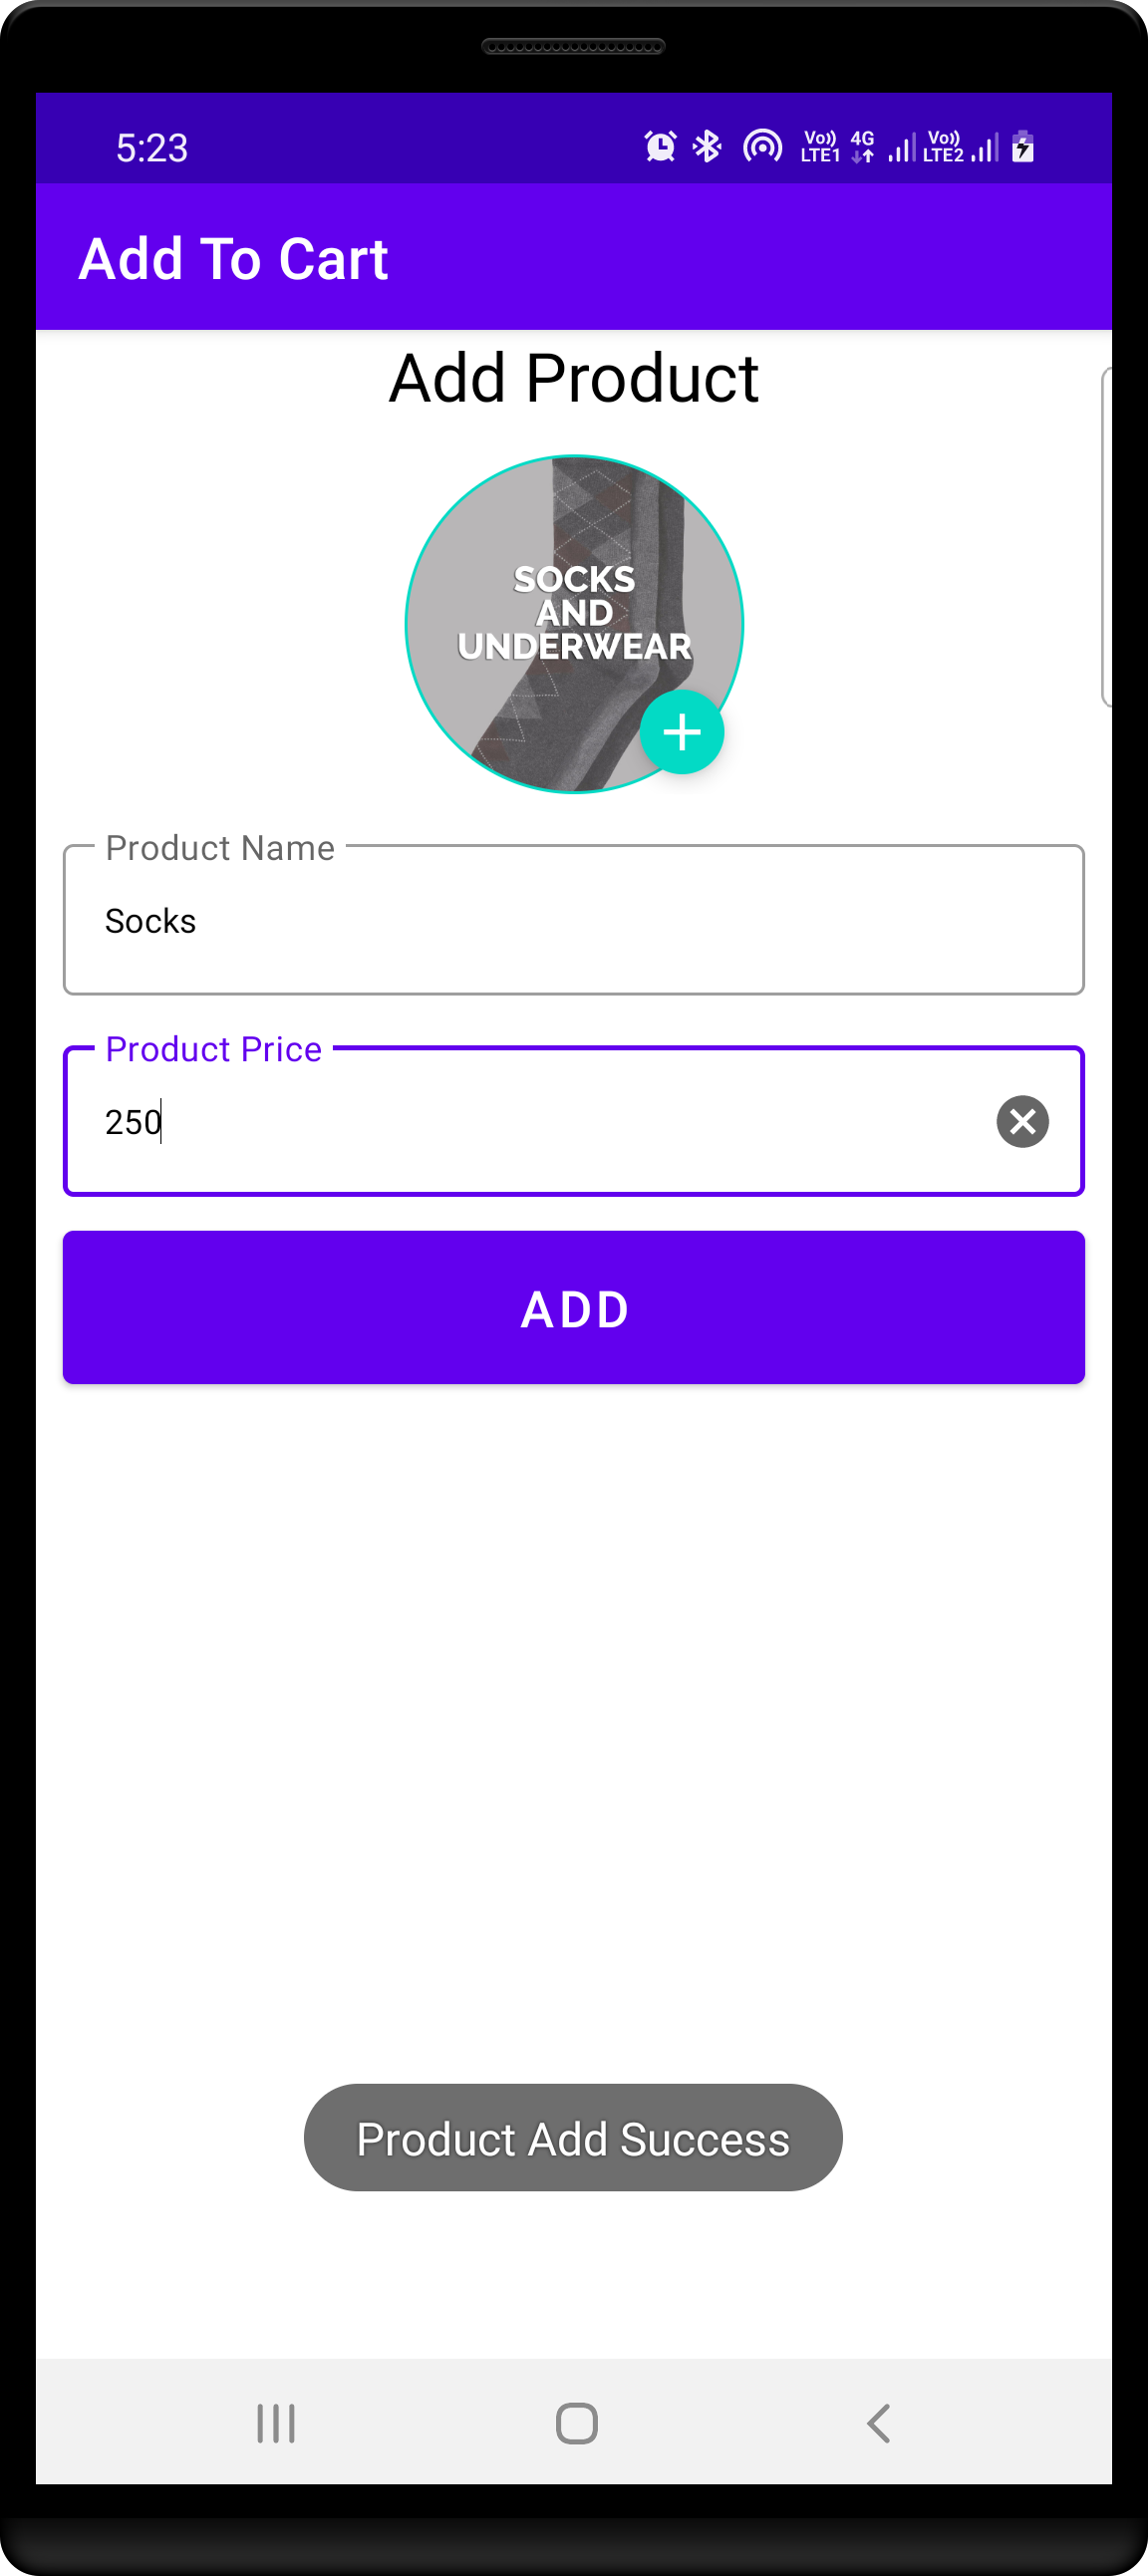 5:23
Vo)) LTE1 4G Vo)) LTE2
Add To Cart
Add Product
SOCKS
AND
UNDERWEAR
Product Name
Socks
Product Price
250
ADD
Product Add Success